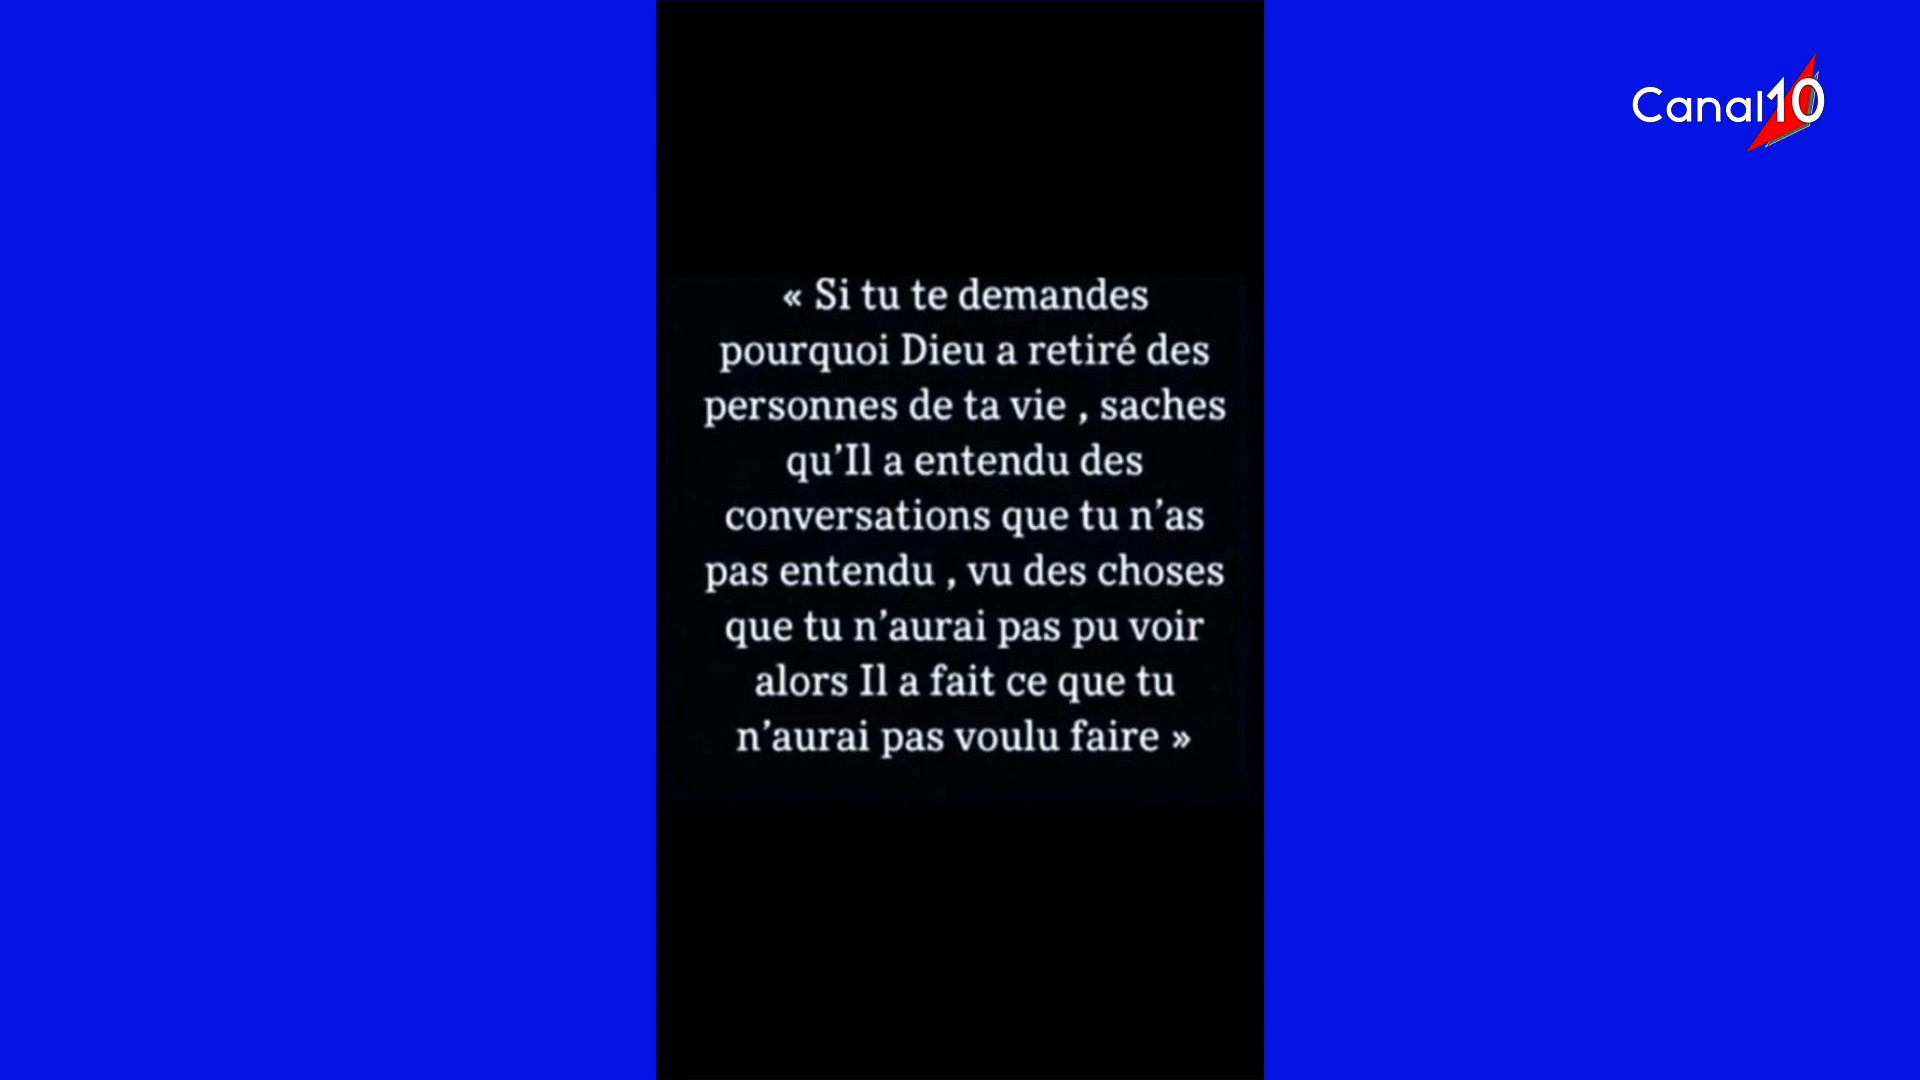 Canal10
« Si tu te demandes
pourquoi Dieu a retiré des
personnes de ta vie , saches
qu’Il a entendu des
conversations que tu n’as
pas entendu , vu des choses
que tu n’aurai pas pu voir
alors Il a fait ce que tu
n’aurai pas voulu faire »